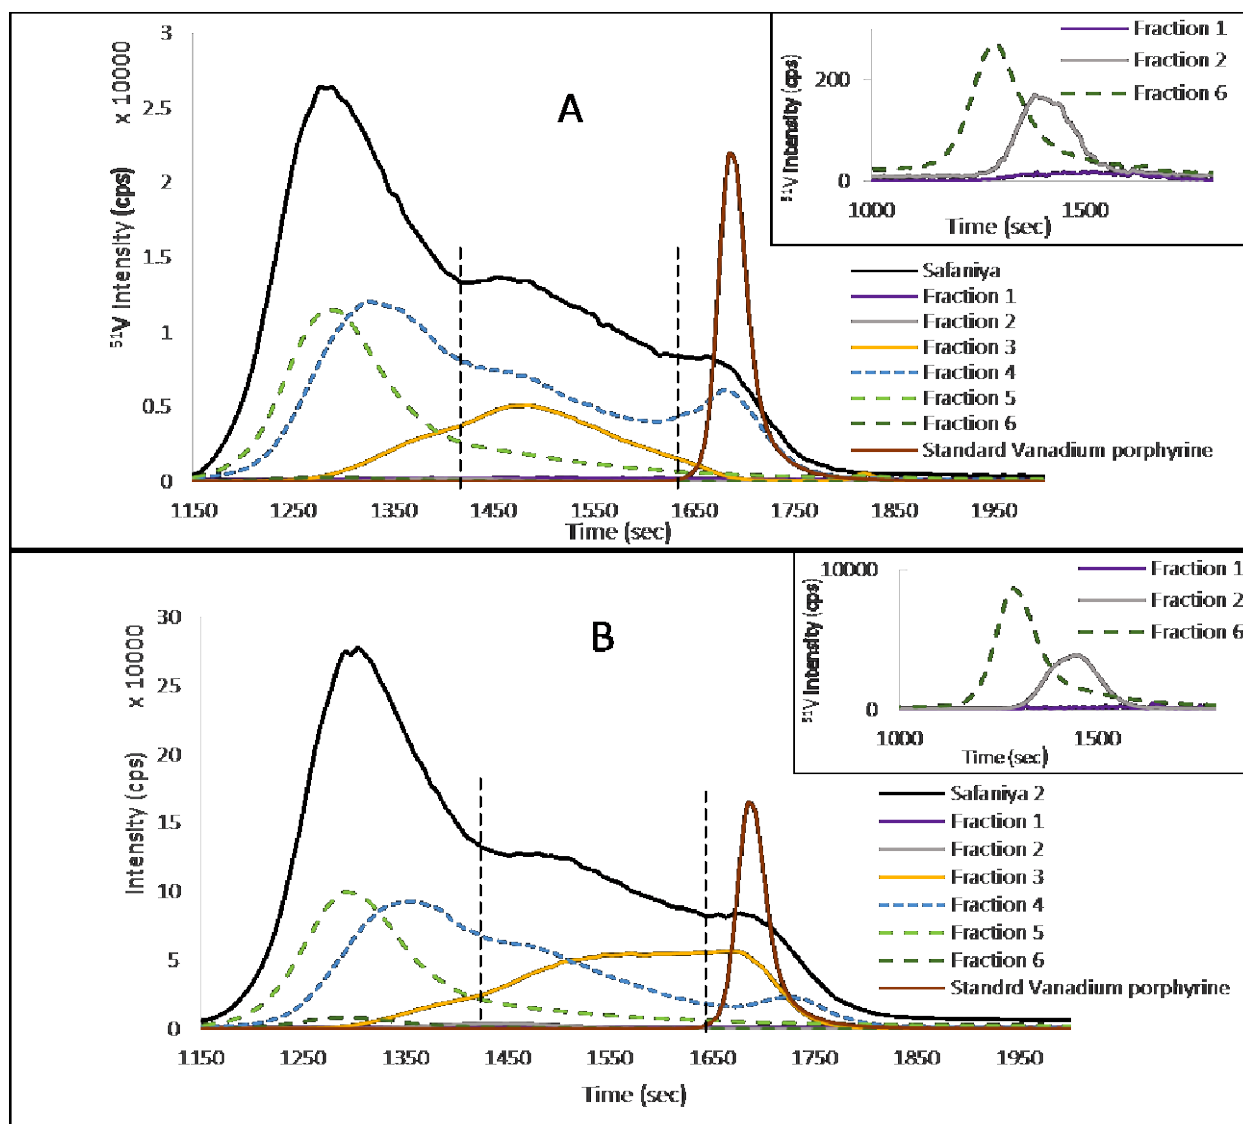 A
⁵¹V Intensity (cps) x 10000
3
2.5
2
1.5
1
0.5
0
1150 1250 1350 1450 1550 1650 1750 1850 1950
Time (sec)
⁵¹V Intensity (cps)
200
0
1000 1500
Time (sec)
Fraction 1
Fraction 2
Fraction 6
Safaniya
Fraction 1
Fraction 2
Fraction 3
Fraction 4
Fraction 5
Fraction 6
Standard Vanadium porphyrine
B
Intensity (cps) x 10000
30
25
20
15
10
5
0
1150 1250 1350 1450 1550 1650 1750 1850 1950
Time (sec)
⁵¹V Intensity (cps)
10000
0
1000 1500
Time (sec)
Fraction 1
Fraction 2
Fraction 6
Safaniya 2
Fraction 1
Fraction 2
Fraction 3
Fraction 4
Fraction 5
Fraction 6
Standrd Vanadium porphyrine